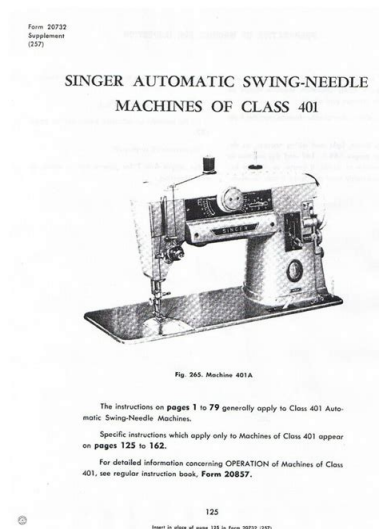 Form 20732
Supplement
(257)
SINGER AUTOMATIC SWING-NEEDLE
MACHINES OF CLASS 401
SINGER
Fig. 265. Machine 401A
The instructions on pages 1 to 79 generally apply to Class 401 Auto-
matic Swing-Needle Machines.
Specific instructions which apply only to Machines of Class 401 appear
on pages 125 to 162.
For detailed information concerning OPERATION of Machines of Class
401, see regular instruction book, Form 20857.
125
Insert in place of page 125 in Form 20732 (257)